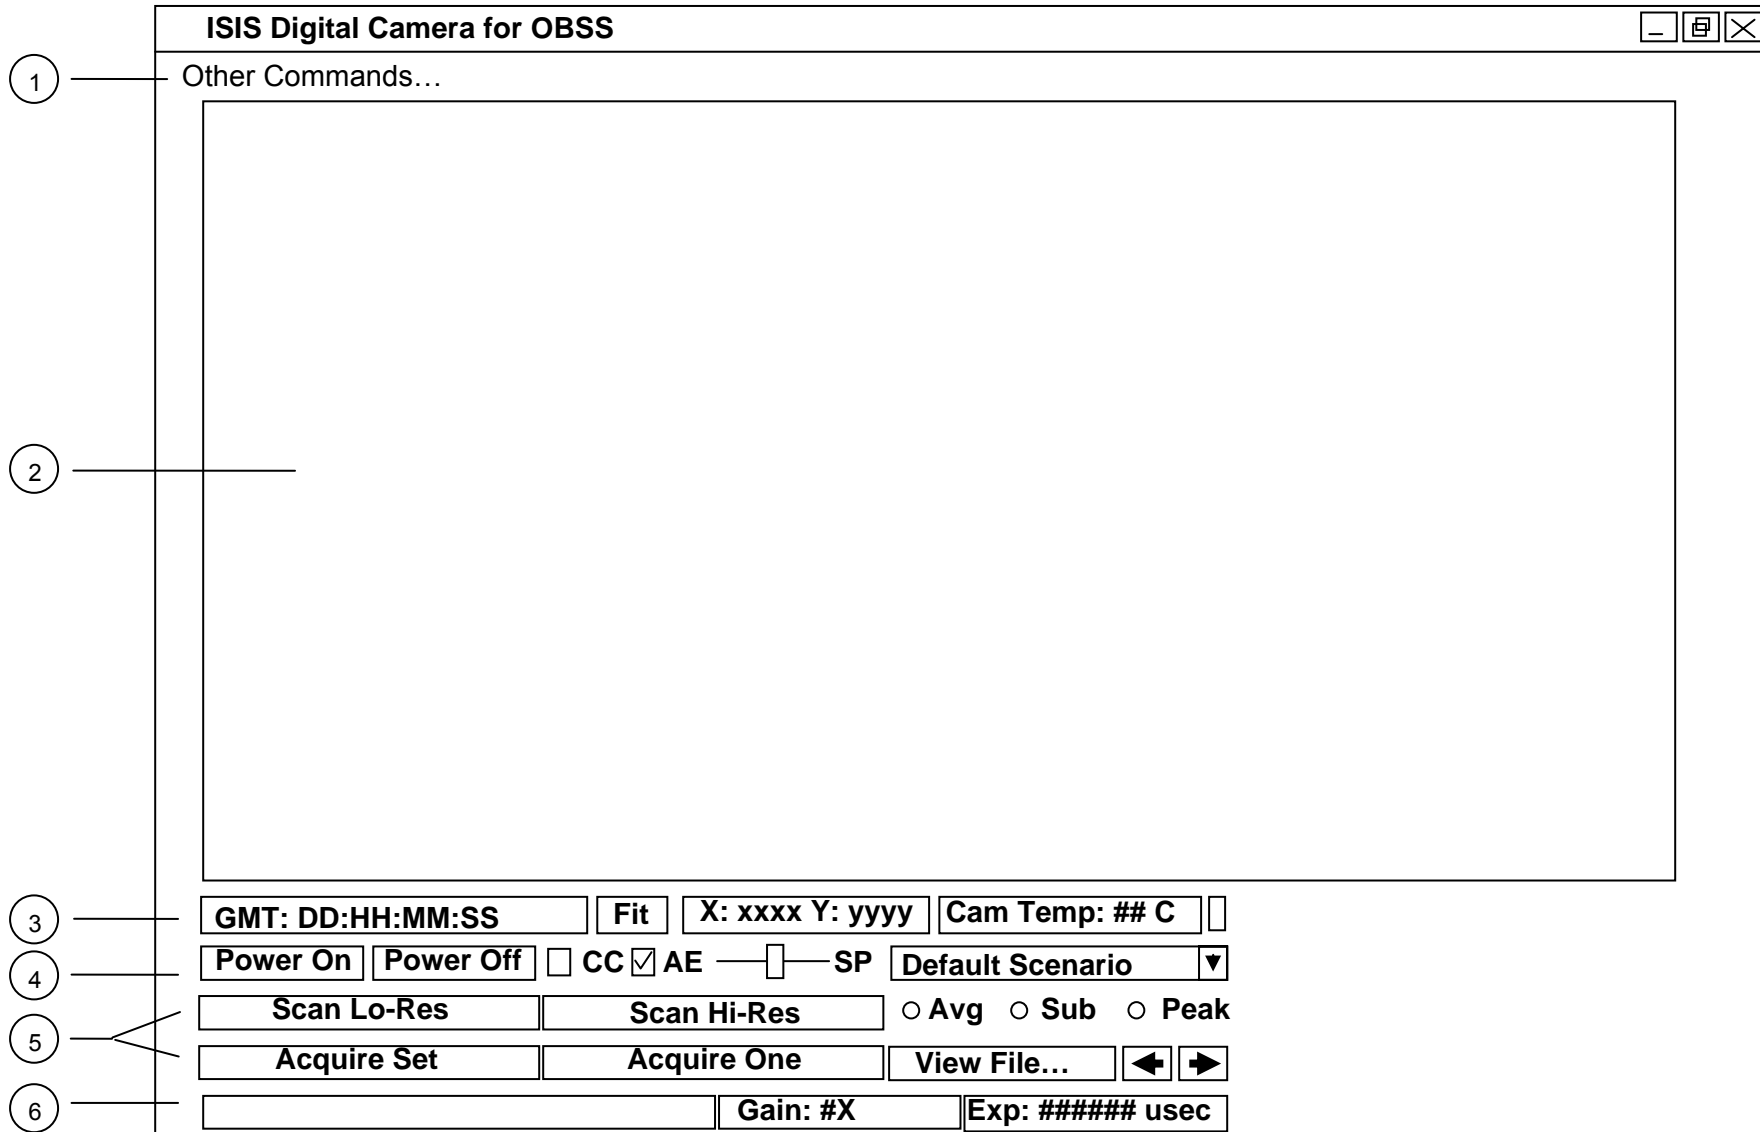 ISIS Digital Camera for OBSS
1 Other Commands…
2
3 GMT: DD:HH:MM:SS Fit X: xxxx Y: yyyy Cam Temp: ## C
4 Power On Power Off CC AE SP Default Scenario
5 Scan Lo-Res Scan Hi-Res Avg Sub Peak
Acquire Set Acquire One View File…
6 Gain: #X Exp: ###### usec